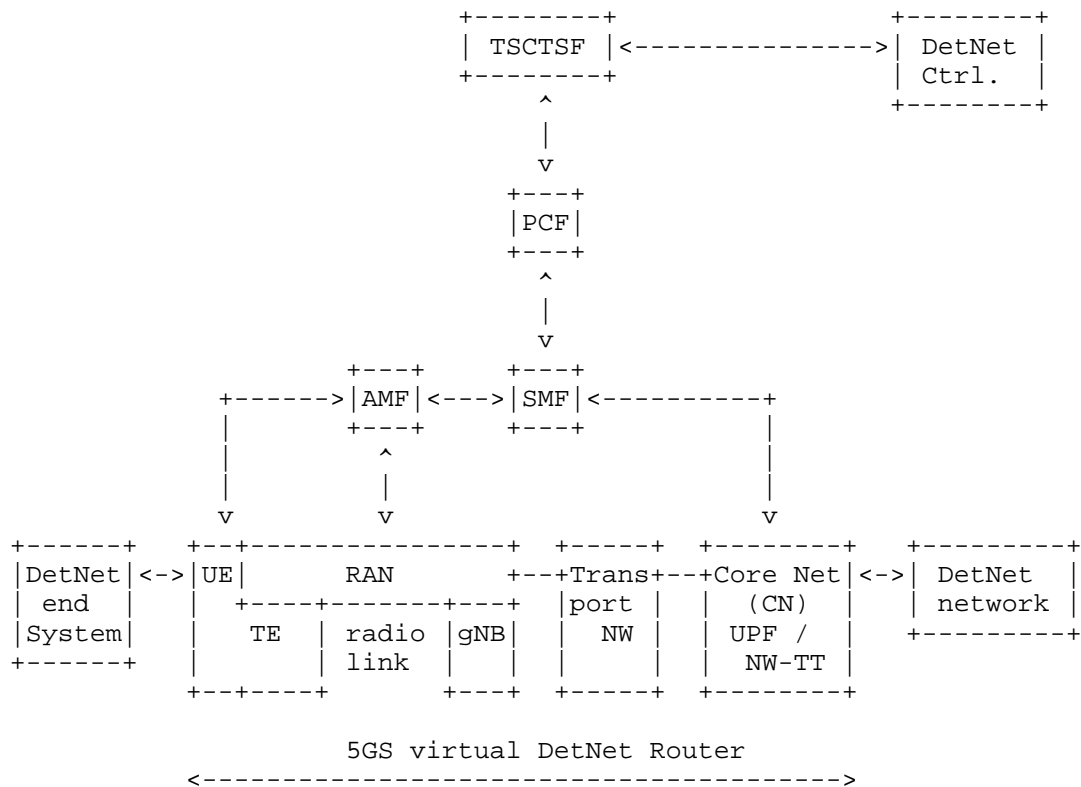 TSCTSF DetNet
Ctrl.
PCF
AMF SMF
DetNet UE RAN Trans Core Net DetNet
end port (CN) network
System TE radio gNB NW UPF /
link NW-TT
5GS virtual DetNet Router